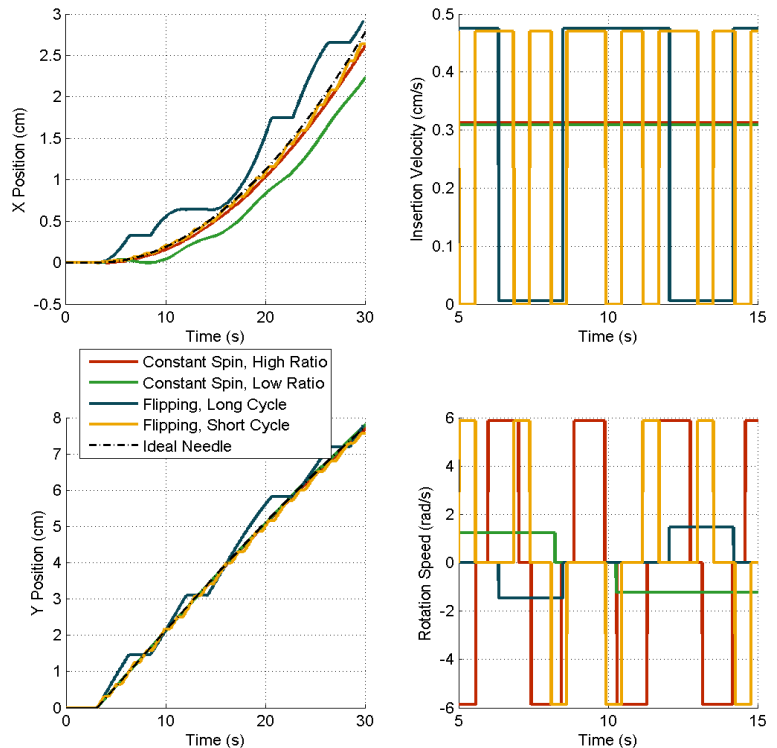 3
2.5
2
1.5
1
0.5
0
-0.5
X Position (cm)
0 10 20 30
Time (s)
0.5
0.4
0.3
0.2
0.1
0
Insertion Velocity (cm/s)
5 10 15
Time (s)
Constant Spin, High Ratio
Constant Spin, Low Ratio
Flipping, Long Cycle
Flipping, Short Cycle
Ideal Needle
8
7
6
5
4
3
2
1
0
Y Position (cm)
0 10 20 30
Time (s)
6
4
2
0
-2
-4
-6
Rotation Speed (rad/s)
5 10 15
Time (s)